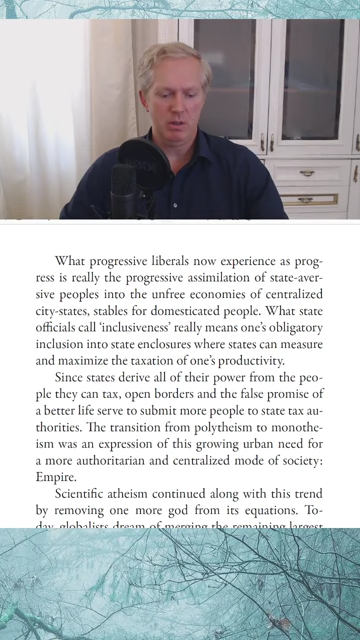 What progressive liberals now experience as prog-
ress is really the progressive assimilation of state-aver-
sive peoples into the unfree economies of centralized
city-states, stables for domesticated people. What state
officials call ‘inclusiveness’ really means one’s obligatory
inclusion into state enclosures where states can measure
and maximize the taxation of one’s productivity.
Since states derive all of their power from the peo-
ple they can tax, open borders and the false promise of
a better life serve to submit more people to state tax au-
thorities. The transition from polytheism to monothe-
ism was an expression of this growing urban need for
a more authoritarian and centralized mode of society:
Empire.
Scientific atheism continued along with this trend
by removing one more god from its equations. To-
day, globalists dream of merging the remaining largest